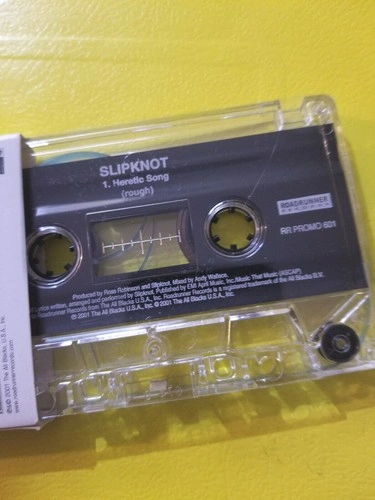 SLIPKNOT
1. Heretic Song
(rough)
ROADRUNNER
RECORDS
RR PROMO 501
Produced by Ross Robinson and Slipknot. Mixed by Andy Wallace.
edition, arranged and performed by Slipknot. Published by EMI April Music, Inc./Music That Music (ASCAP)
Roadrunner Records from The All Blacks U.S.A., Inc. Roadrunner Records is a registered trademark of the All Blacks B.V.
℗ 2001 The All Blacks U.S.A., Inc. © 2001 The All Blacks U.S.A., Inc.
℗© 2001 The All Blacks, U.S.A., Inc.
www.roadrunnerrecords.com